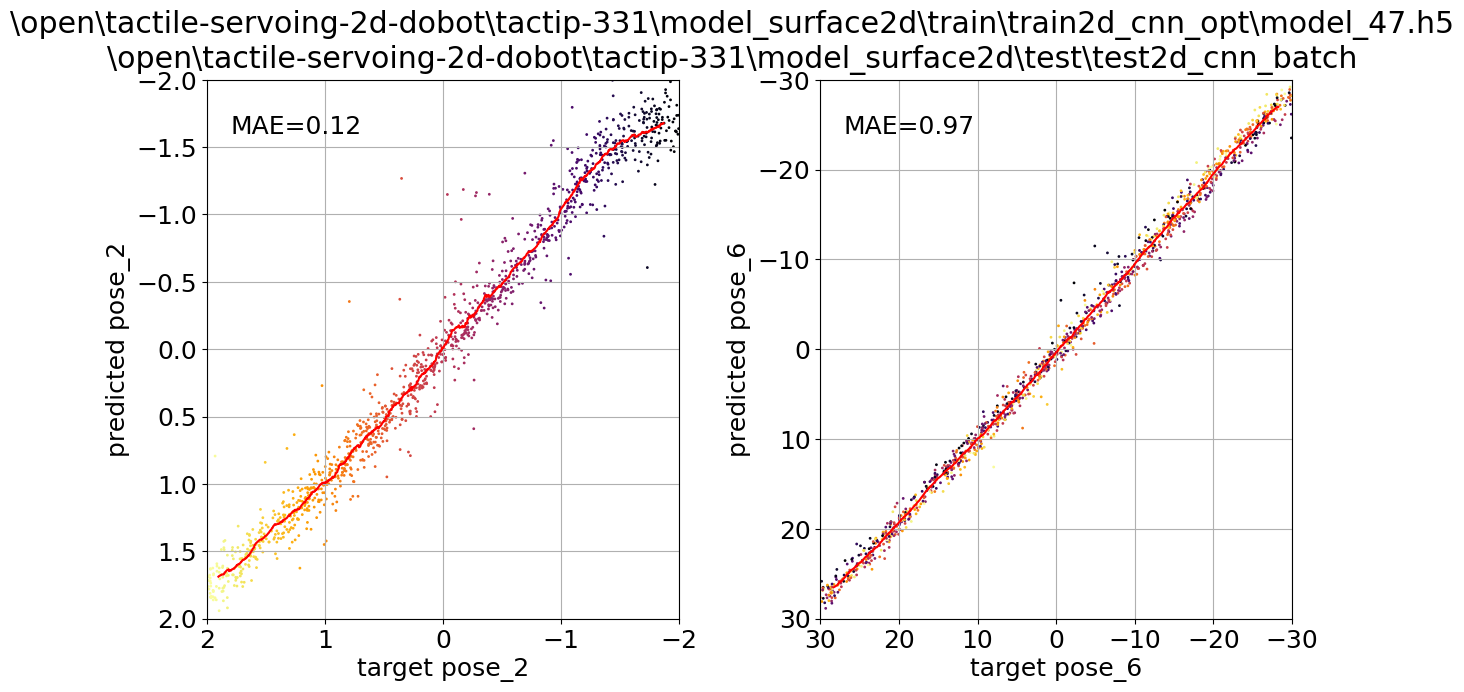 \open\tactile-servoing-2d-dobot\tactip-331\model_surface2d\train\train2d_cnn_opt\model_47.h5
\open\tactile-servoing-2d-dobot\tactip-331\model_surface2d\test\test2d_cnn_batch
MAE=0.12
−2.0
−1.5
−1.0
−0.5
0.0
0.5
1.0
1.5
2.0
predicted pose_2
2 1 0 −1 −2
target pose_2
MAE=0.97
−30
−20
−10
0
10
20
30
predicted pose_6
30 20 10 0 −10 −20 −30
target pose_6